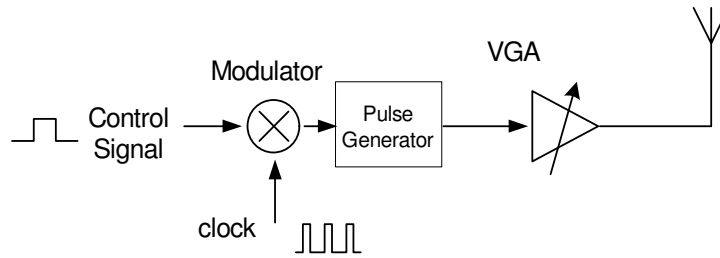 VGA
Modulator
Control
Signal
Pulse
Generator
clock